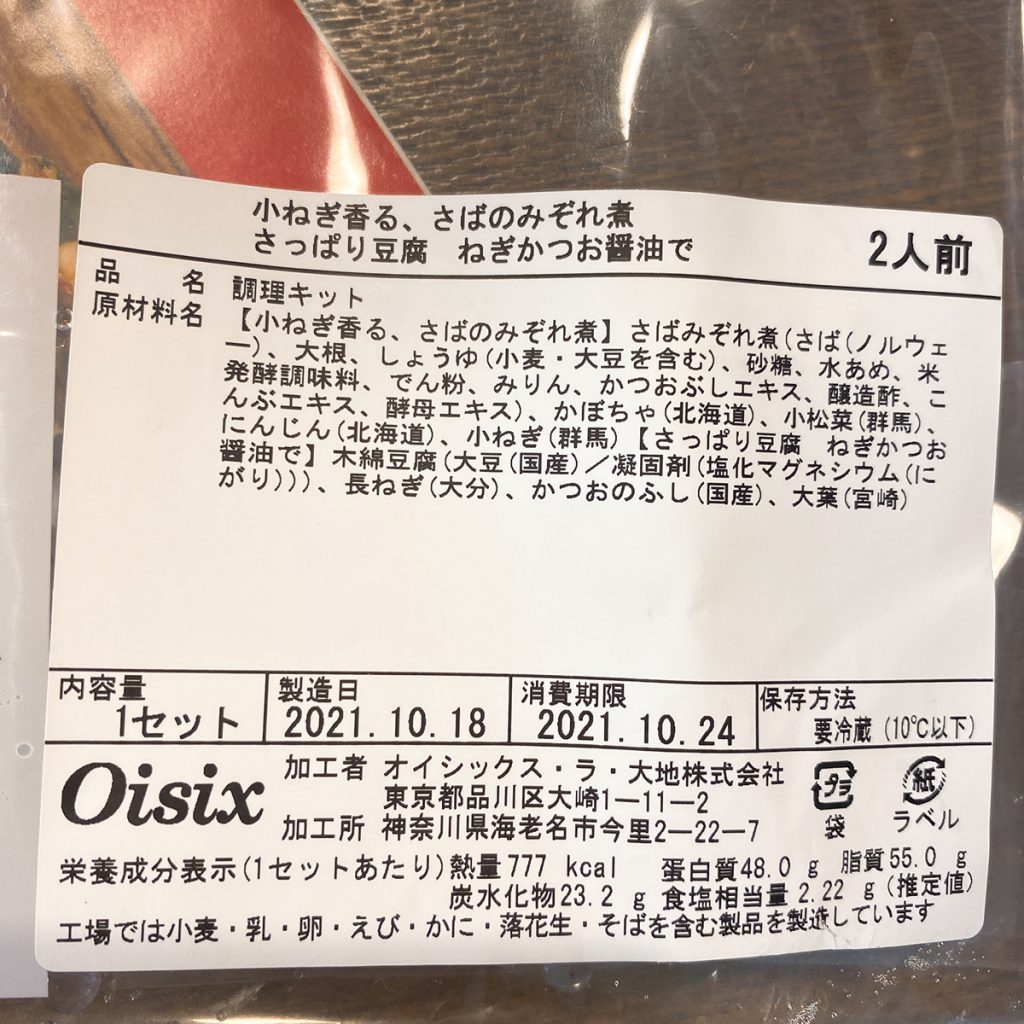 小ねぎ香る、さばのみぞれ煮
さっぱり豆腐 ねぎかつお醤油で
2人前
品名 調理キット
原材料名 【小ねぎ香る、さばのみぞれ煮】さばみぞれ煮(さば(ノルウェ
ー)、大根、しょうゆ(小麦・大豆を含む)、砂糖、水あめ、米
発酵調味料、でん粉、みりん、かつおぶしエキス、醸造酢、こ
んぶエキス、酵母エキス)、かぼちゃ(北海道)、小松菜(群馬)、
にんじん(北海道)、小ねぎ(群馬)【さっぱり豆腐 ねぎかつお
醤油で】木綿豆腐(大豆(国産)／凝固剤(塩化マグネシウム(に
がり)))、長ねぎ(大分)、かつおのふし(国産)、大葉(宮崎)
内容量 製造日 消費期限 保存方法
1セット 2021.10.18 2021.10.24 要冷蔵(10℃以下)
Oisix
加工者 オイシックス・ラ・大地株式会社
東京都品川区大崎1―11―2
加工所 神奈川県海老名市今里2―22―7
プラ 紙
袋 ラベル
栄養成分表示(1セットあたり)熱量777 kcal 蛋白質48.0 g 脂質55.0 g
炭水化物23.2 g 食塩相当量2.22 g(推定値)
工場では小麦・乳・卵・えび・かに・落花生・そばを含む製品を製造しています